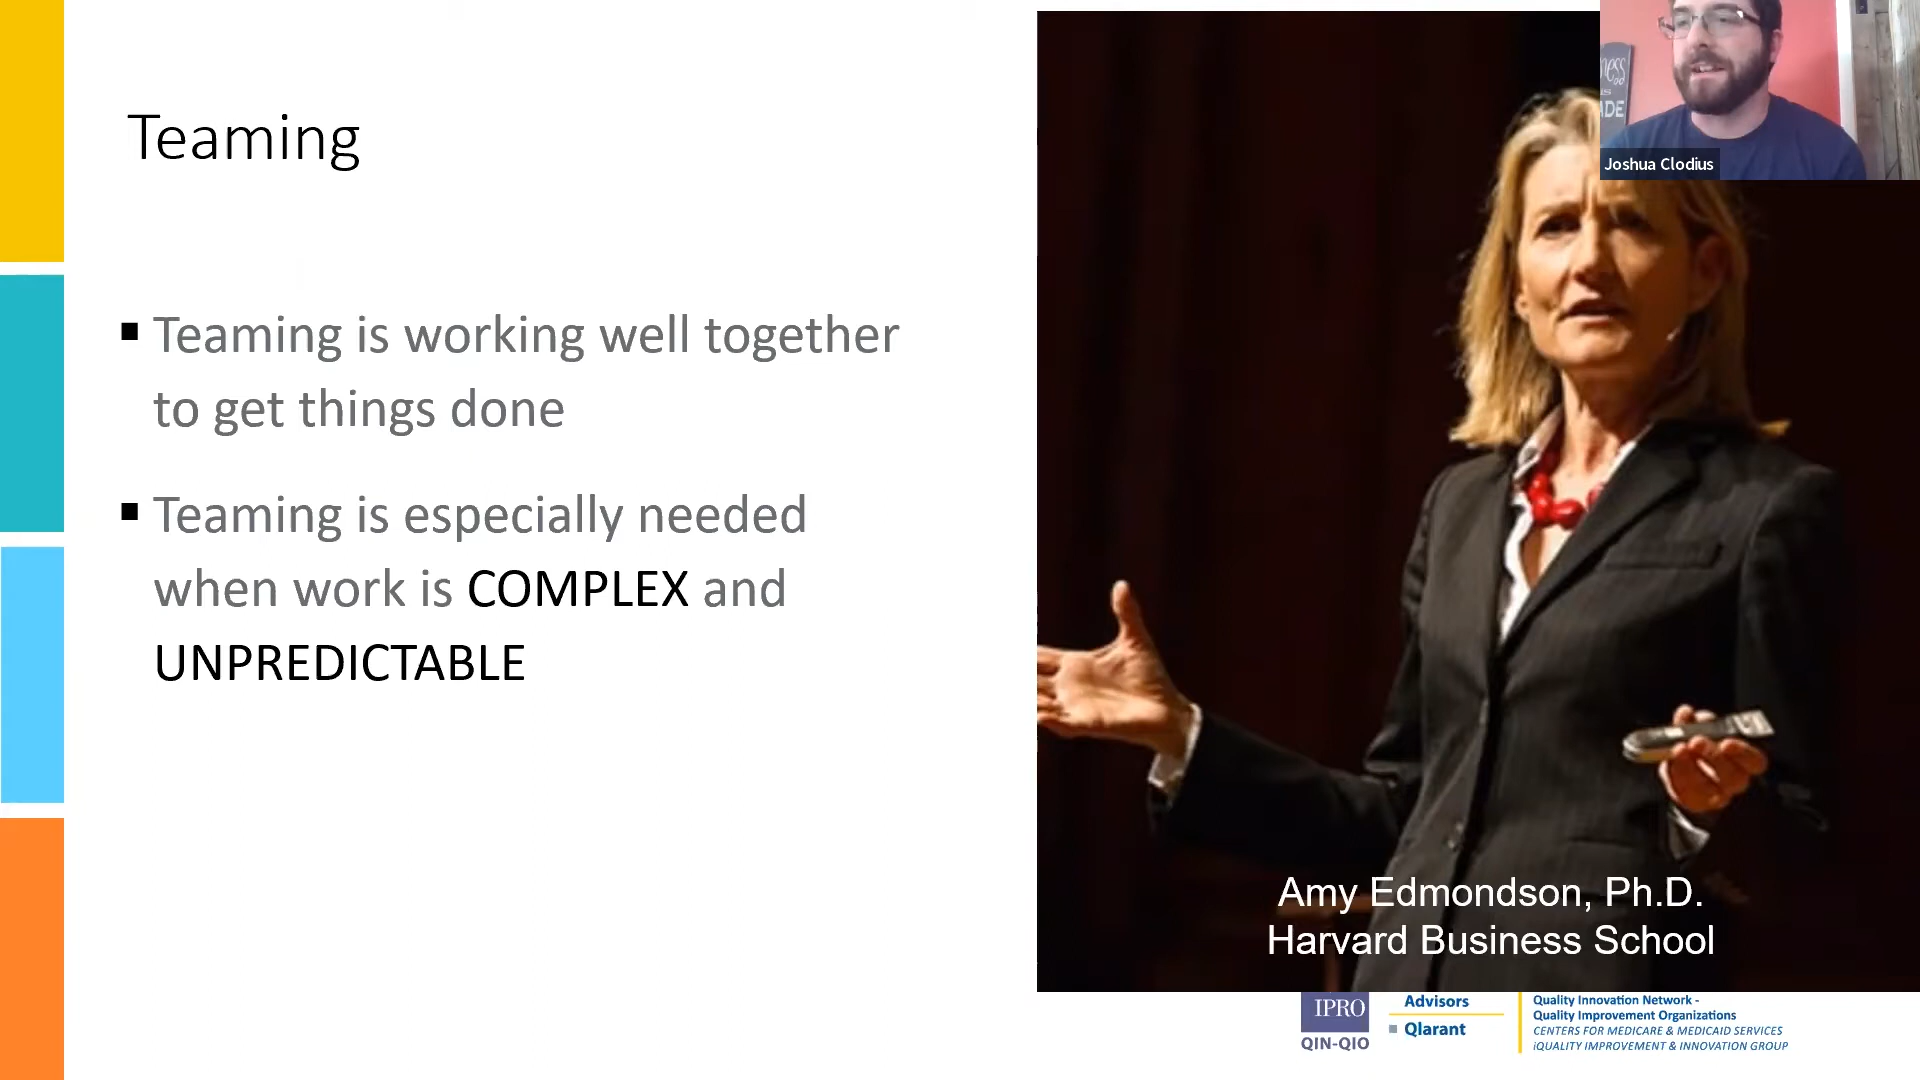 Teaming
▪ Teaming is working well together
to get things done
▪ Teaming is especially needed
when work is COMPLEX and
UNPREDICTABLE
ADE
Joshua Clodius
Amy Edmondson, Ph.D.
Harvard Business School
IPRO
QIN-QIO
Advisors
Qlarant
Quality Innovation Network -
Quality Improvement Organizations
CENTERS FOR MEDICARE & MEDICAID SERVICES
iQUALITY IMPROVEMENT & INNOVATION GROUP